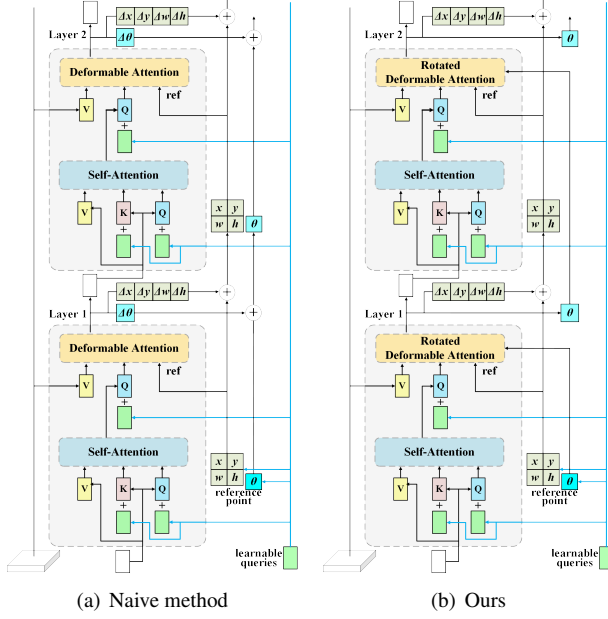 Δx Δy Δw Δh
Layer 2
Δθ
Deformable Attention
ref
V
Q
+
Self-Attention
V
K
Q
+
+
x y
w h
θ
Δx Δy Δw Δh
Layer 1
Δθ
Deformable Attention
ref
V
Q
+
Self-Attention
V
K
Q
+
+
x y
w h
θ
reference
point
learnable
queries
(a) Naive method
Δx Δy Δw Δh
Layer 2
θ
Rotated
Deformable Attention
ref
V
Q
+
Self-Attention
V
K
Q
+
+
Δx Δy Δw Δh
Layer 1
θ
Rotated
Deformable Attention
ref
V
Q
+
Self-Attention
V
K
Q
+
+
x y
w h
θ
reference
point
learnable
queries
(b) Ours